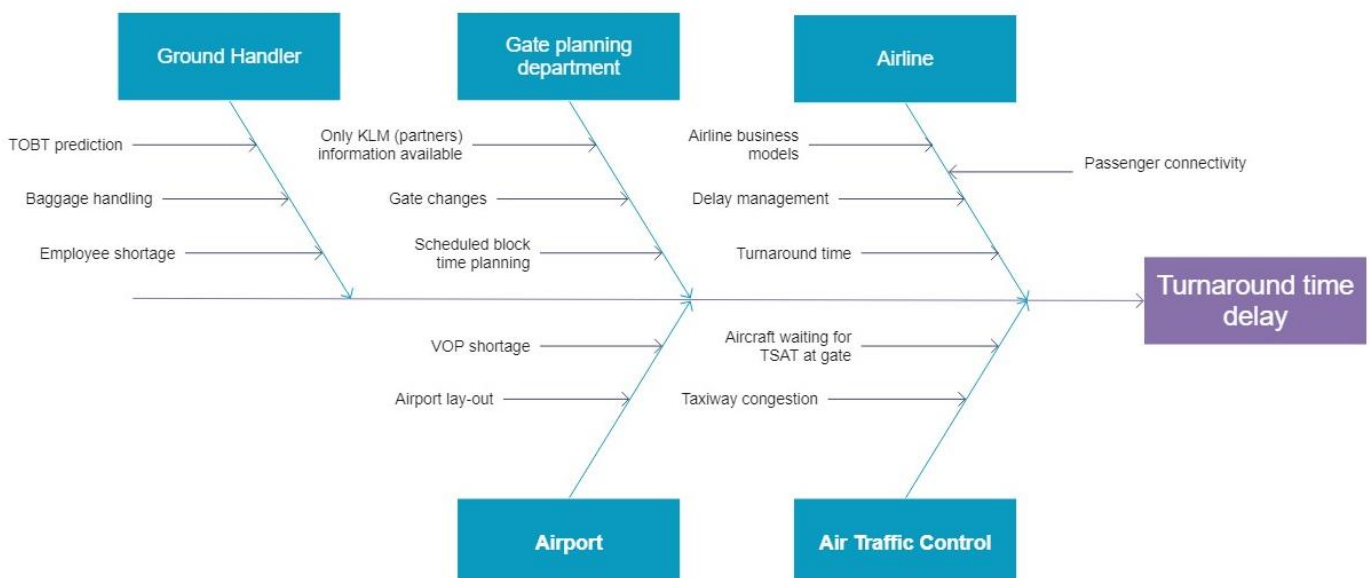 Ground Handler
Gate planning
department
Airline
TOBT prediction
Baggage handling
Employee shortage
Only KLM (partners)
information available
Gate changes
Scheduled block
time planning
Airline business
models
Passenger connectivity
Delay management
Turnaround time
Turnaround time
delay
VOP shortage
Airport lay-out
Aircraft waiting for
TSAT at gate
Taxiway congestion
Airport
Air Traffic Control